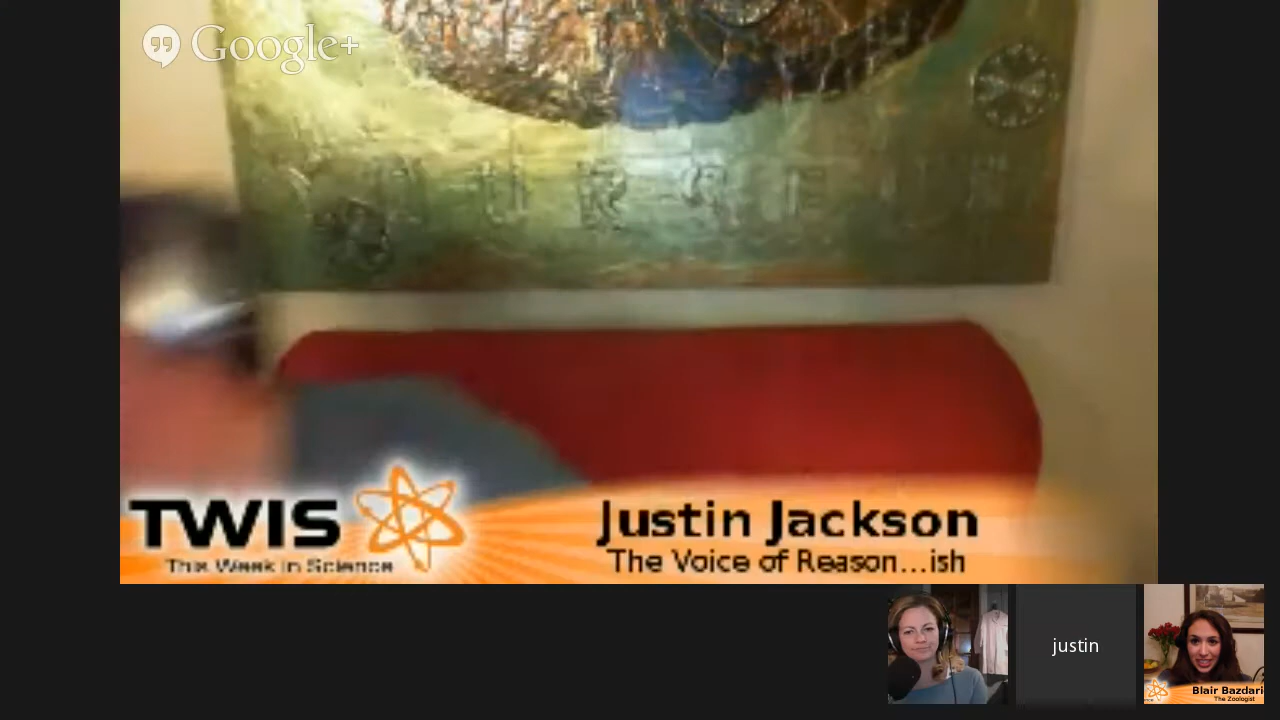 Google+
TWIS
This Week in Science
Justin Jackson
The Voice of Reason...ish
justin
Blair Bazdari
The Zoologist